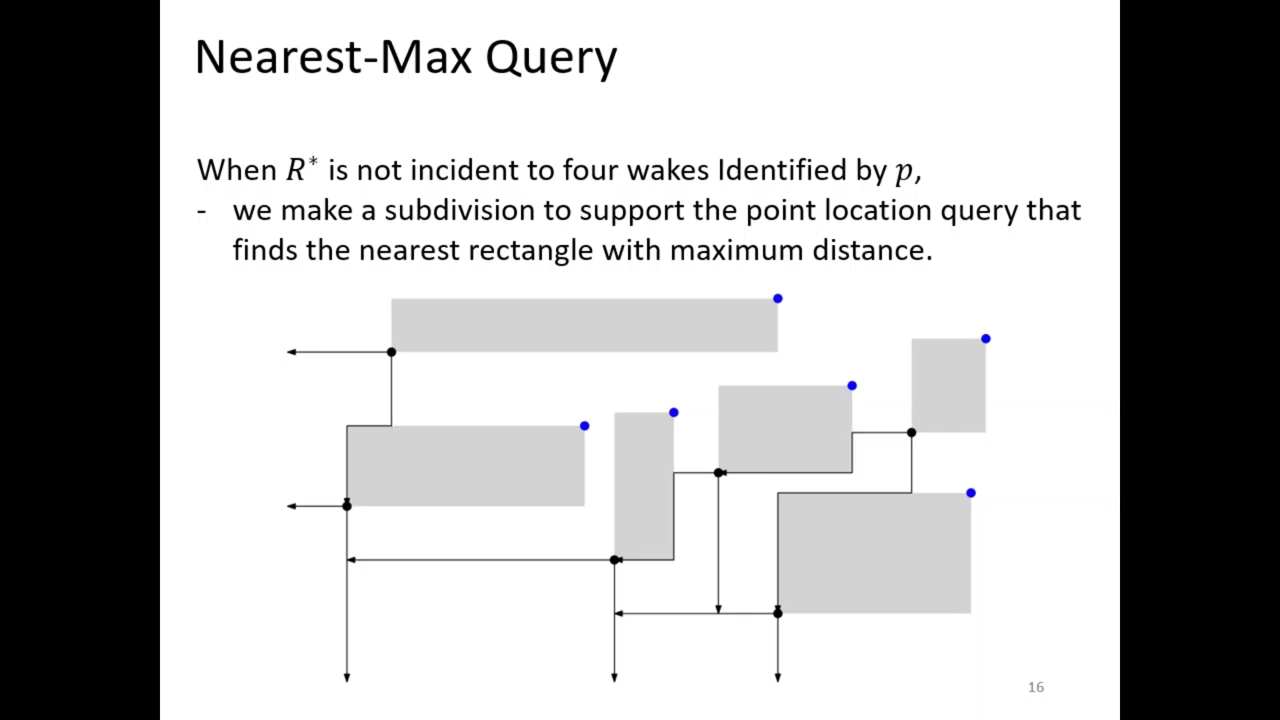 Nearest-Max Query
When R* is not incident to four wakes Identified by p,
- we make a subdivision to support the point location query that
finds the nearest rectangle with maximum distance.
16